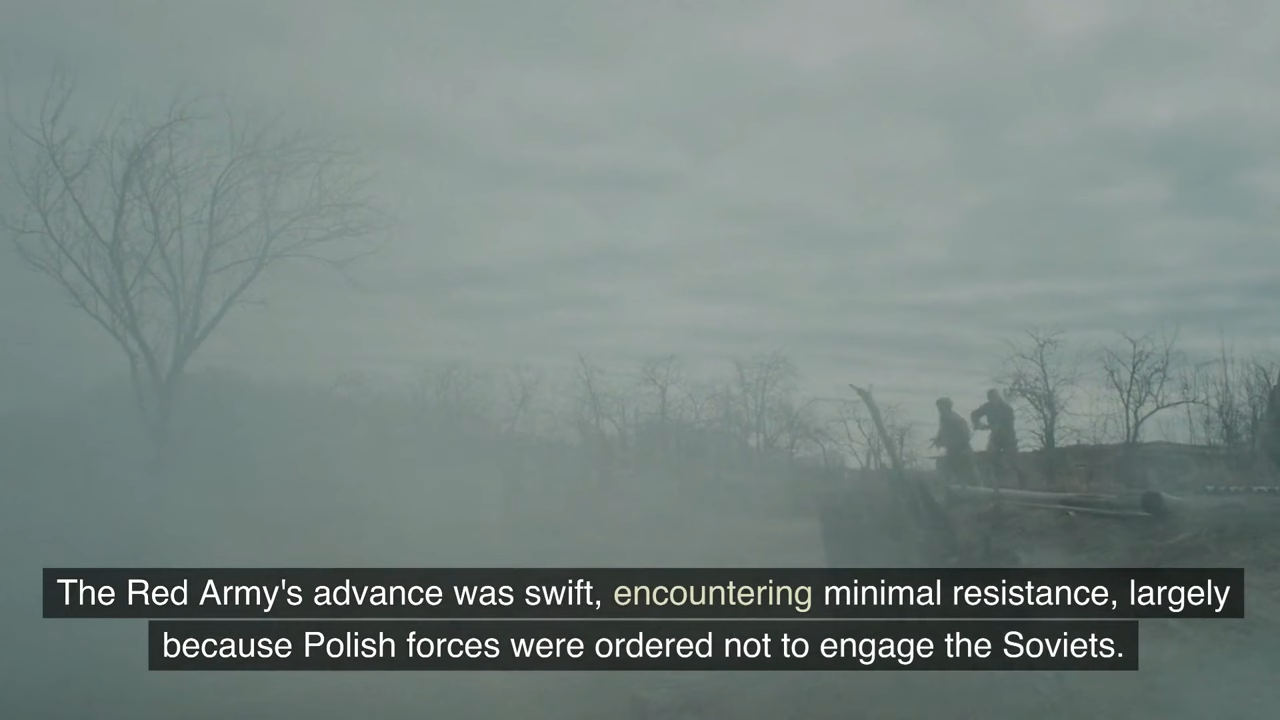 The Red Army's advance was swift, encountering minimal resistance, largely
because Polish forces were ordered not to engage the Soviets.